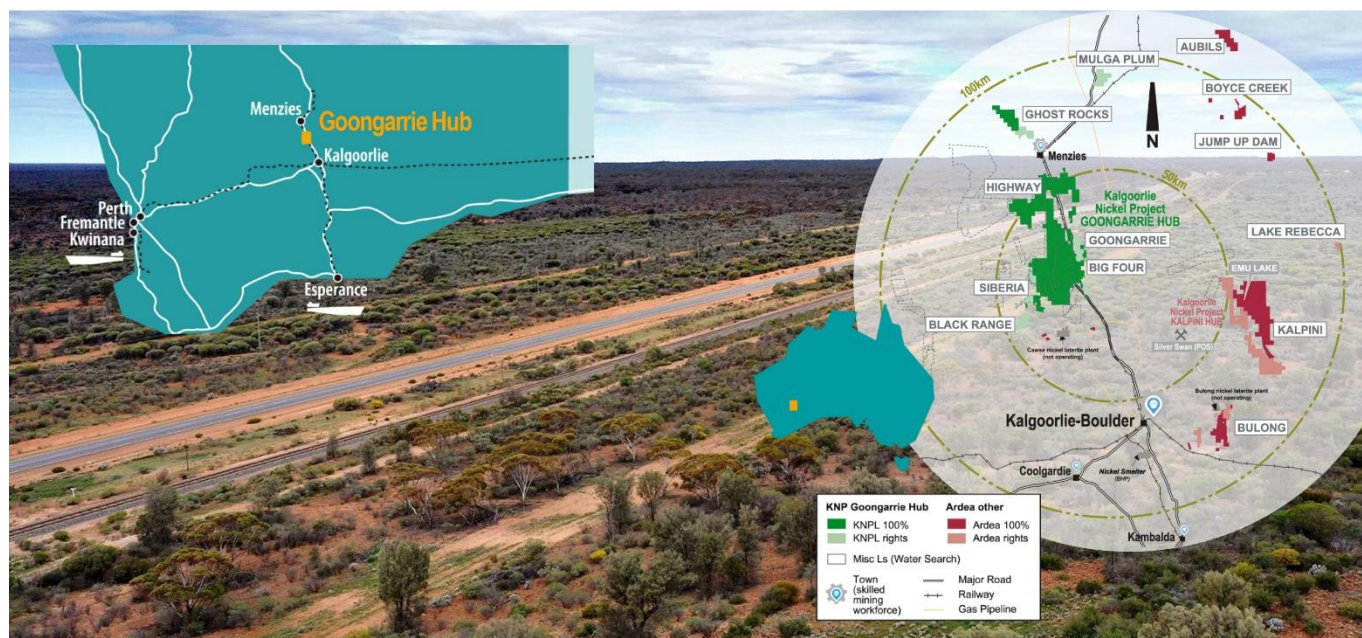 Menzies
Goongarrie Hub
Kalgoorlie
Perth
Fremantle
Kwinana
Esperance
100km
MULGA PLUM
AUBILS
BOYCE CREEK
GHOST ROCKS
N
JUMP UP DAM
Menzies
50km
HIGHWAY
Kalgoorlie
Nickel Project
GOONGARRIE HUB
GOONGARRIE
LAKE REBECCA
BIG FOUR
EMU LAKE
SIBERIA
Kalgoorlie
Nickel Project
KALPINI HUB
BLACK RANGE
KALPINI
Silver Swan (POS)
Cawse nickel laterite plant
(not operating)
Bulong nickel laterite plant
(not operating)
Kalgoorlie-Boulder
BULONG
Coolgardie
Nickel Smelter
(BHP)
Kambalda
KNP Goongarrie Hub
KNPL 100%
KNPL rights
Ardea other
Ardea 100%
Ardea rights
Misc Ls (Water Search)
Town
(skilled
mining
workforce)
Major Road
Railway
Gas Pipeline